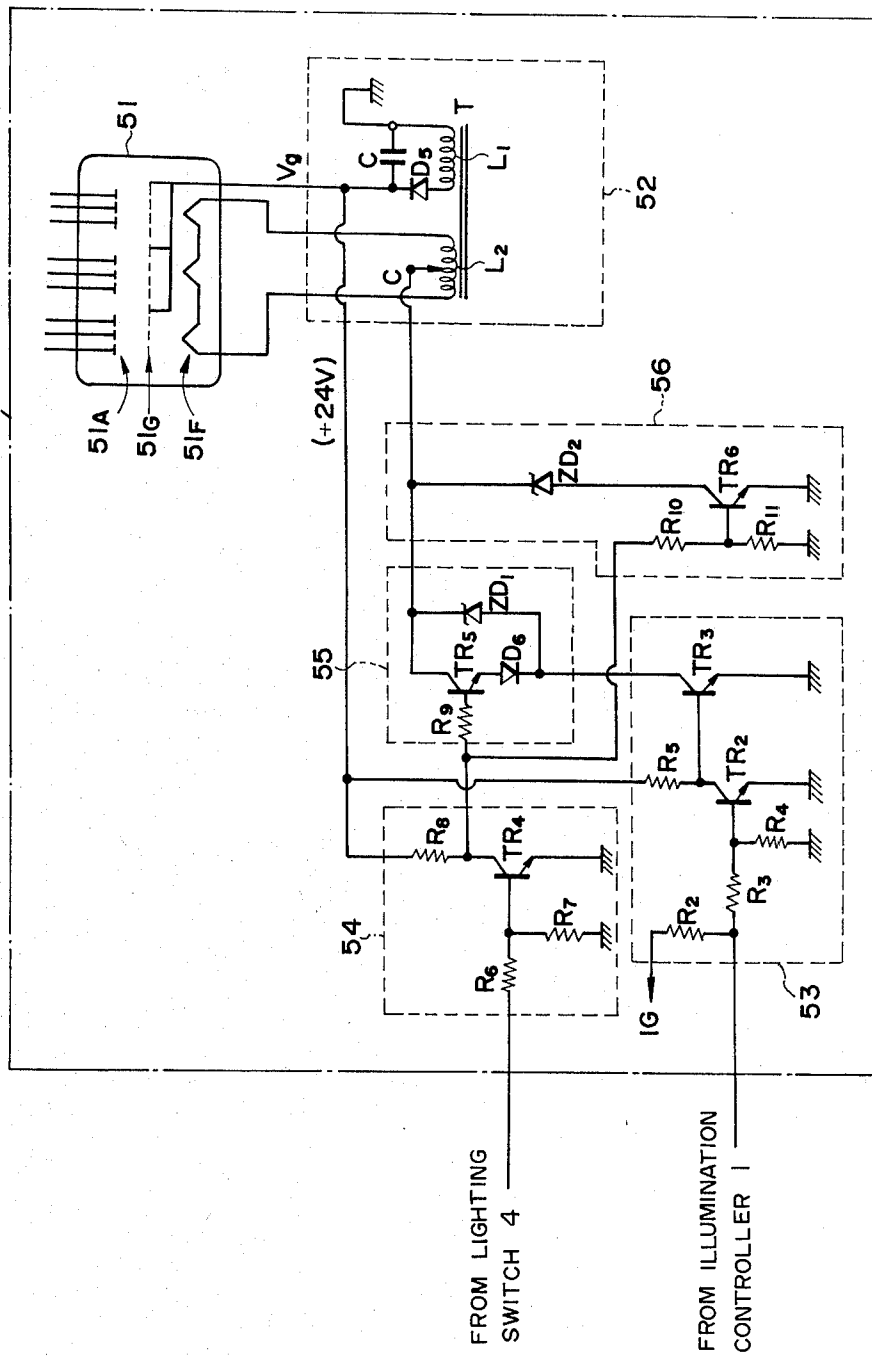 51
51A
51G
51F
Vg
C
D5
T
L1
C
L2
52
(+24V)
56
ZD2
TR6
R10
R11
55
ZD1
TR5
ZD6
R9
TR3
R5
TR2
R4
R3
R2
IG
53
54
R8
TR4
R7
R6
FROM LIGHTING
SWITCH 4
FROM ILLUMINATION
CONTROLLER 1